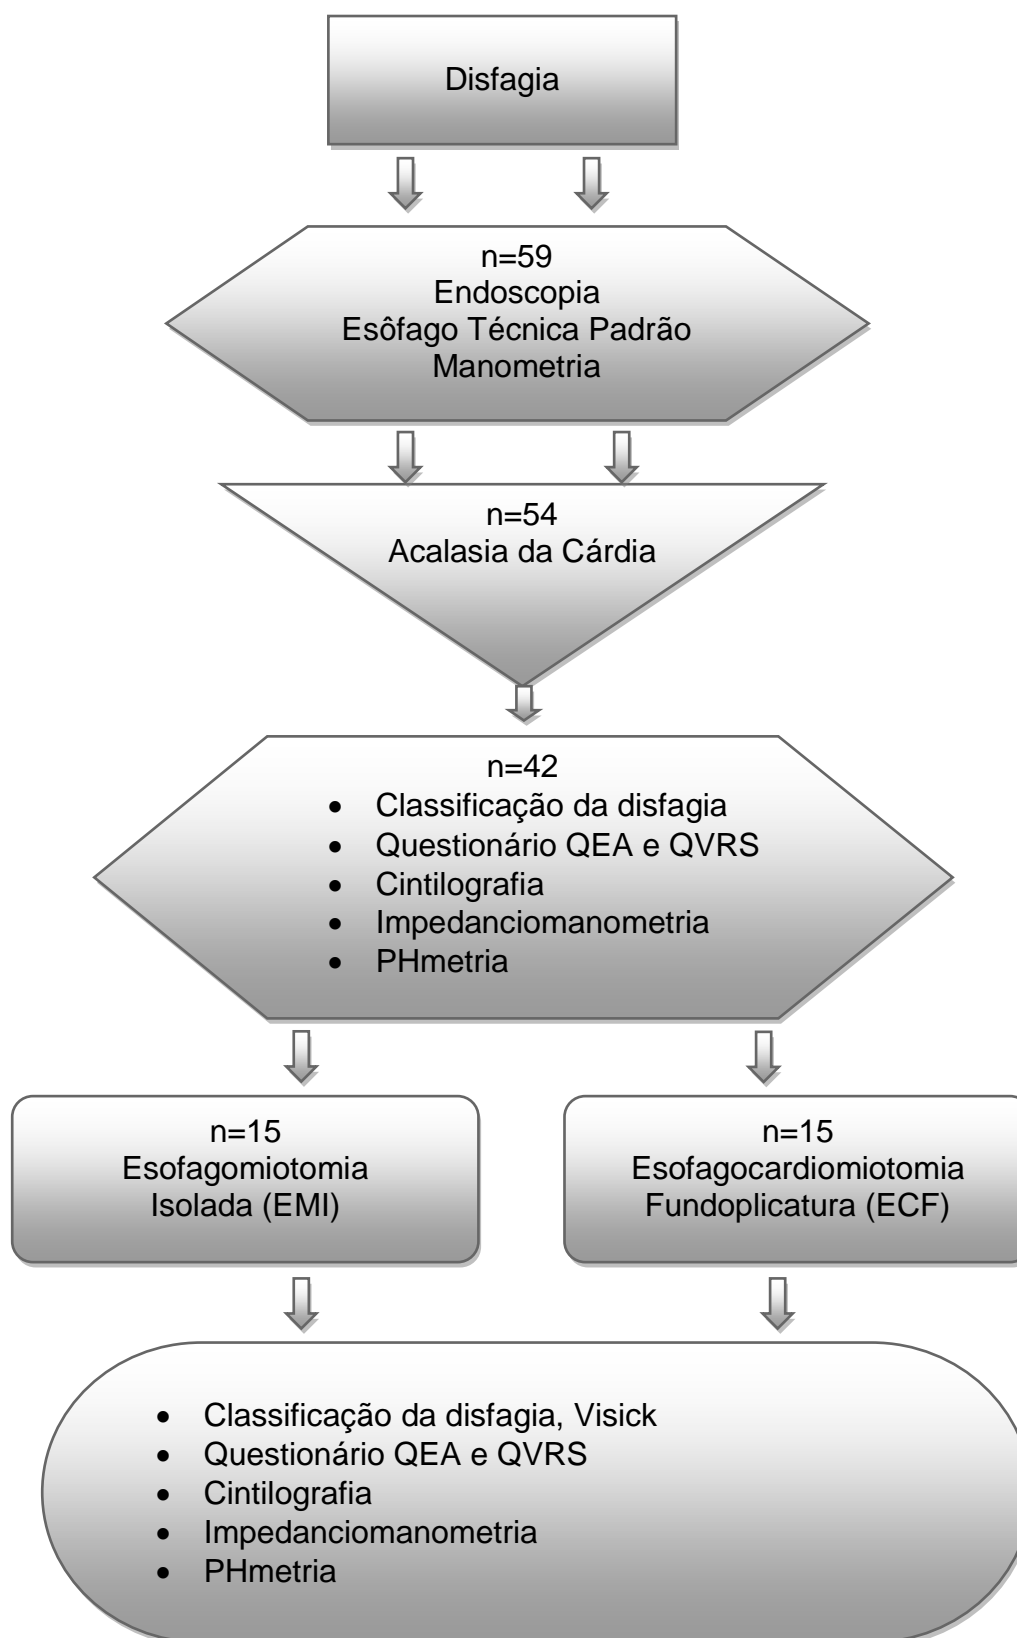 Disfagia
n=59
Endoscopia
Esôfago Técnica Padrão
Manometria
n=54
Acalasia da Cárdia
n=42
• Classificação da disfagia
• Questionário QEA e QVRS
• Cintilografia
• Impedanciomanometria
• PHmetria
n=15
Esofagomiotomia
Isolada (EMI)
n=15
Esofagocardiomiotomia
Fundoplicatura (ECF)
• Classificação da disfagia, Visick
• Questionário QEA e QVRS
• Cintilografia
• Impedanciomanometria
• PHmetria